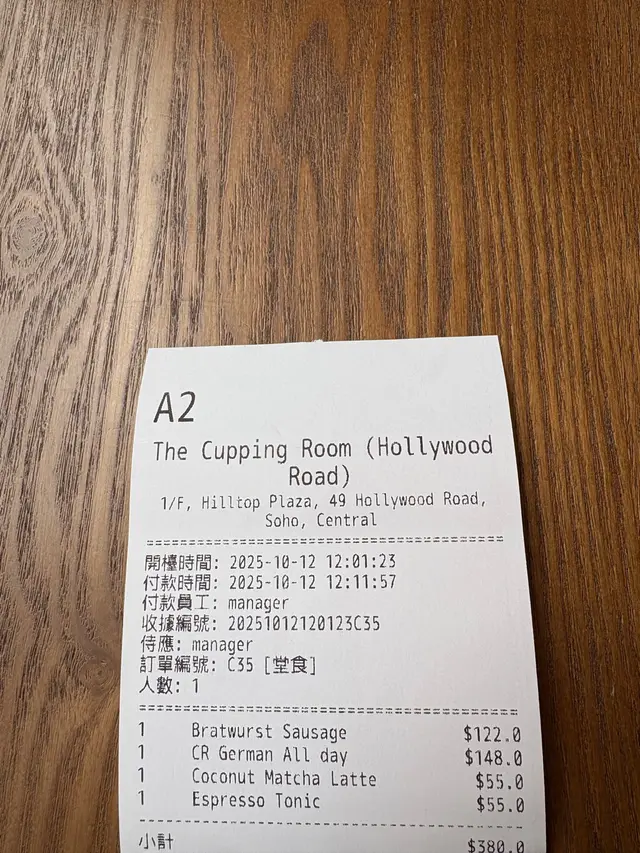 A2
The Cupping Room (Hollywood
Road)
1/F, Hilltop Plaza, 49 Hollywood Road,
Soho, Central
開檯時間: 2025-10-12 12:01:23
付款時間: 2025-10-12 12:11:57
付款員工: manager
收據編號: 20251012120123C35
侍應: manager
訂單編號: C35 [堂食]
人數: 1
1 Bratwurst Sausage $122.0
1 CR German All day $148.0
1 Coconut Matcha Latte $55.0
1 Espresso Tonic $55.0
小計 $380.0